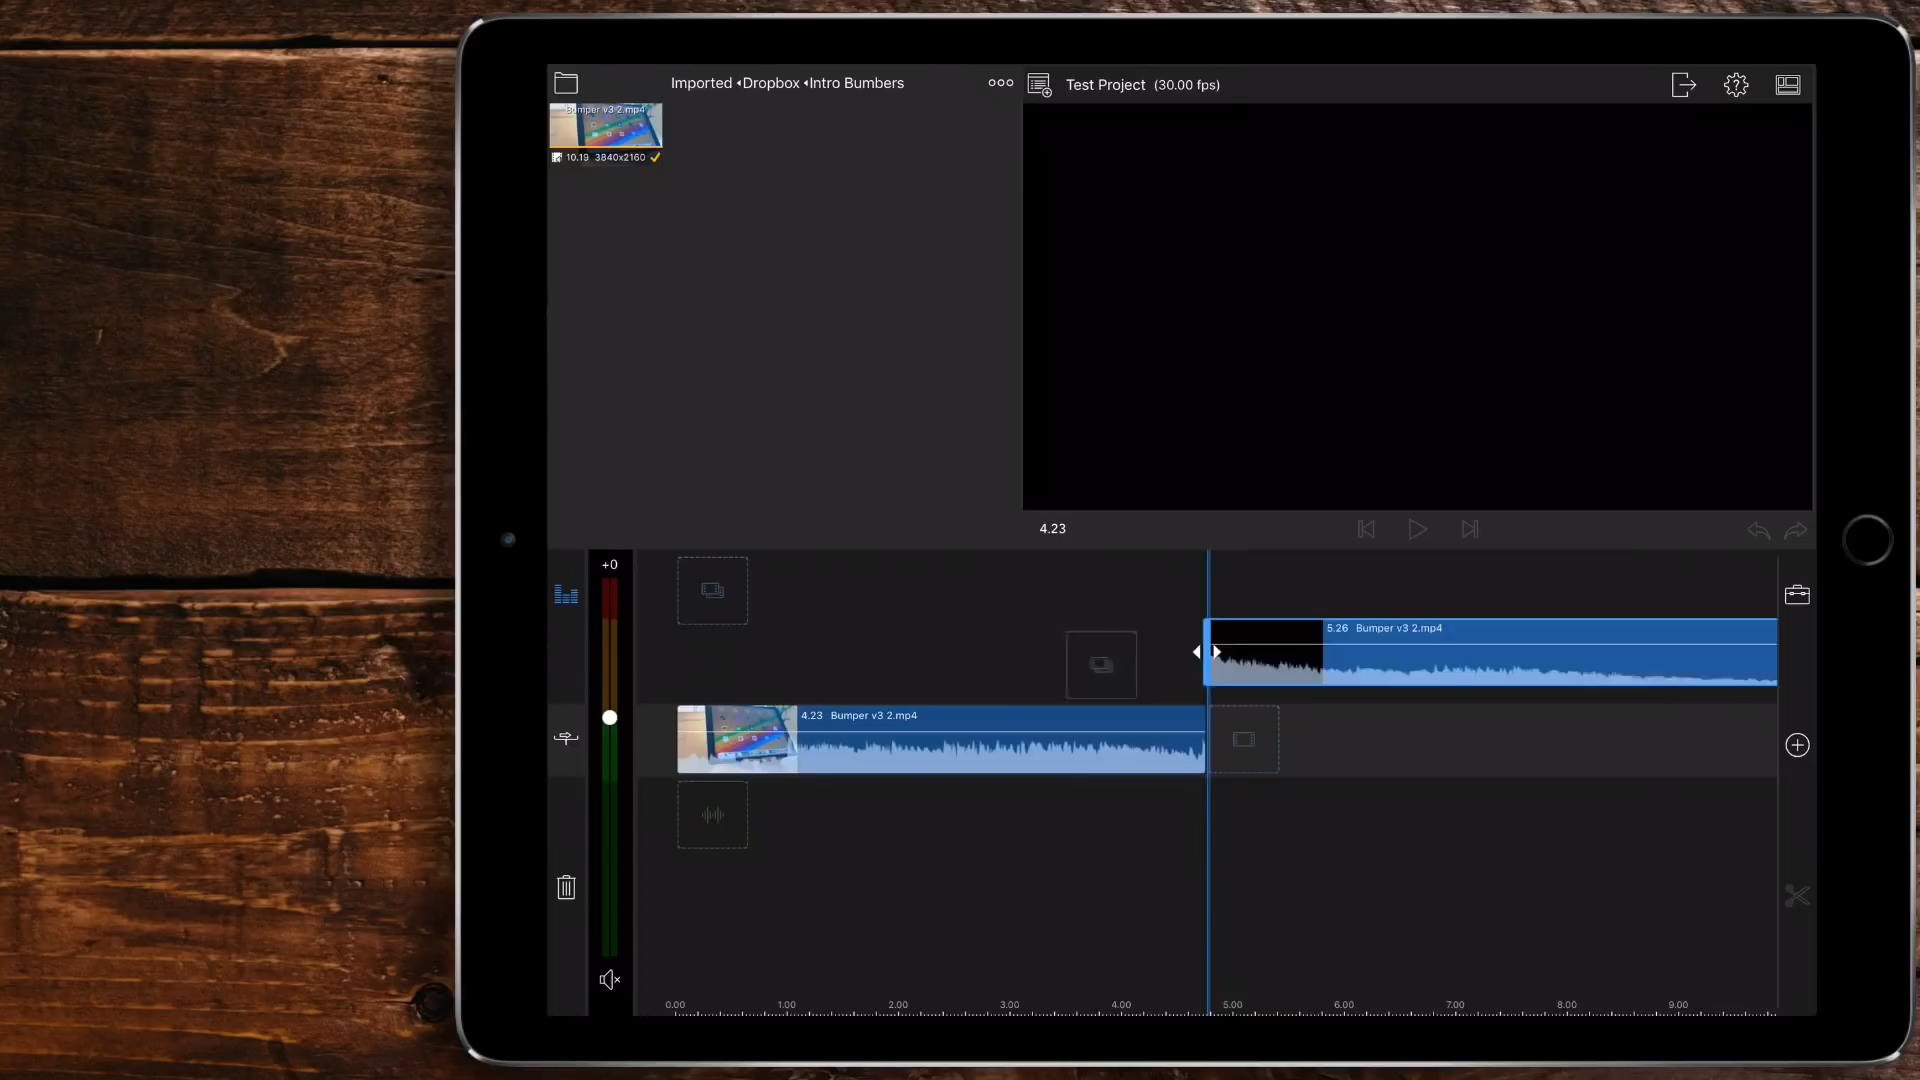 Imported Dropbox Intro Bumbers
Test Project (30.00 fps)
Bumper v3 2.mp4
10.19 3840x2160
4.23
+0
5.26 Bumper v3 2.mp4
4.23 Bumper v3 2.mp4
0.00 1.00 2.00 3.00 4.00 5.00 6.00 7.00 8.00 9.00